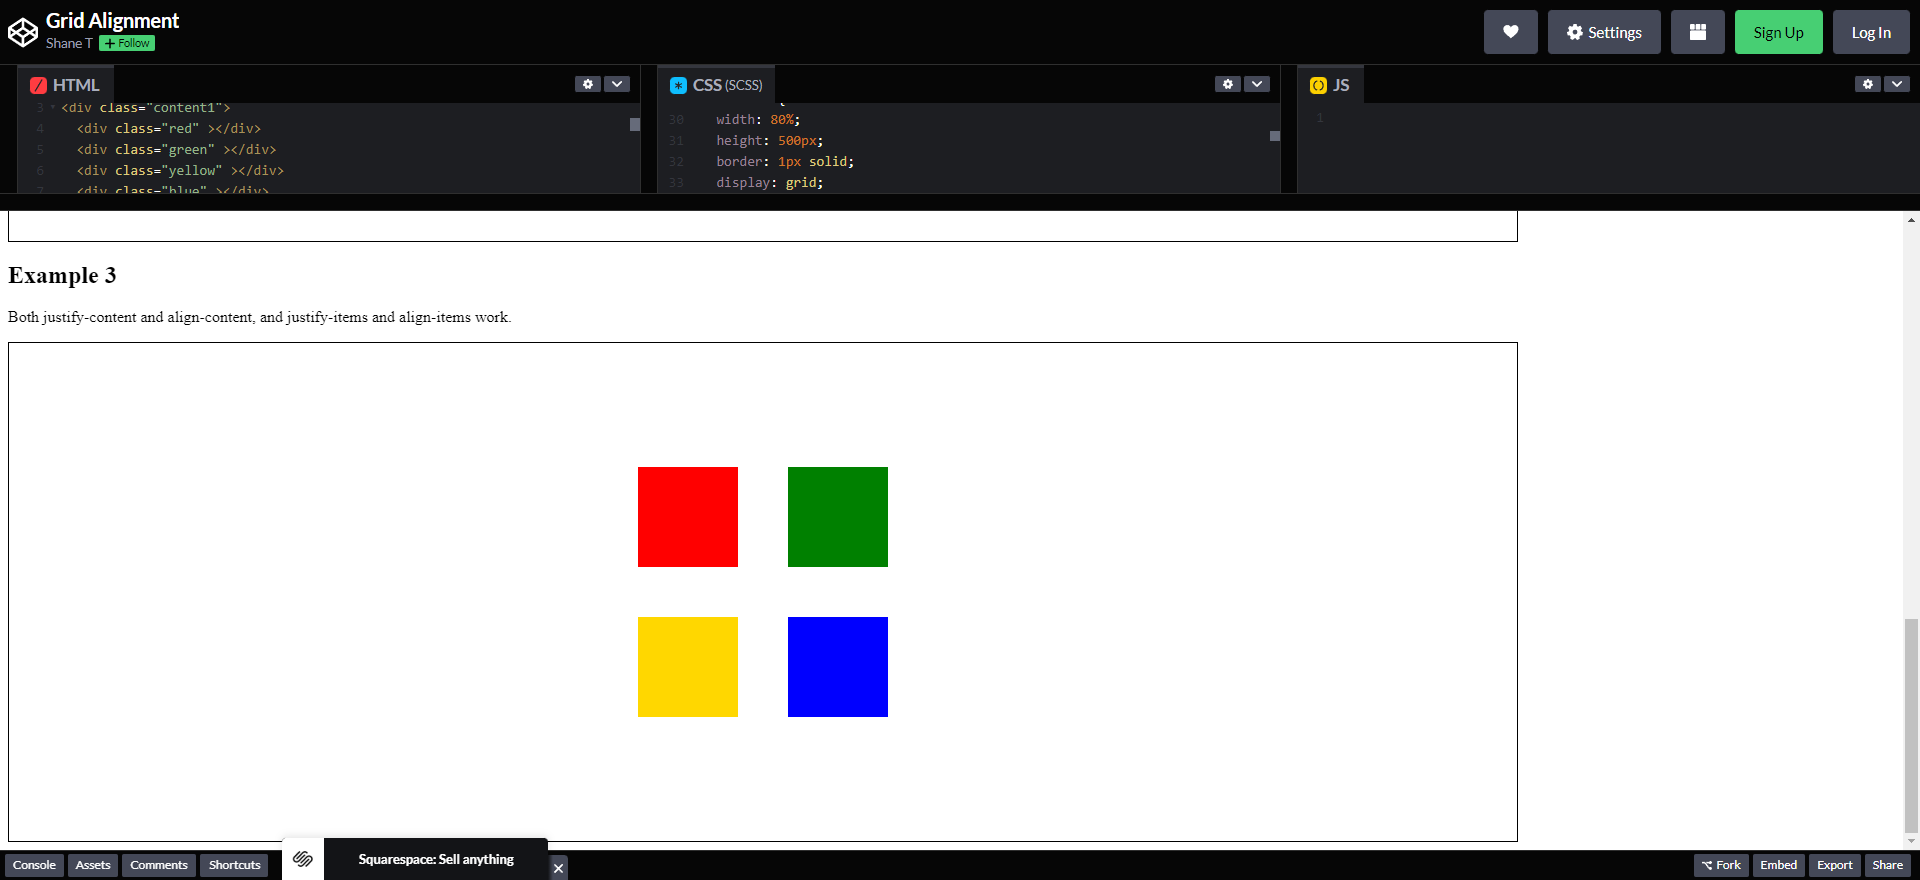 Grid Alignment
Shane T + Follow
Settings
Sign Up
Log In
HTML
CSS (SCSS)
JS
3 <div class="content1">
4 <div class="red" ></div>
5 <div class="green" ></div>
6 <div class="yellow" ></div>
7 <div class="blue" ></div>
30 width: 80%;
31 height: 500px;
32 border: 1px solid;
33 display: grid;
1
Example 3
Both justify-content and align-content, and justify-items and align-items work.
Console
Assets
Comments
Shortcuts
Squarespace: Sell anything
Fork
Embed
Export
Share